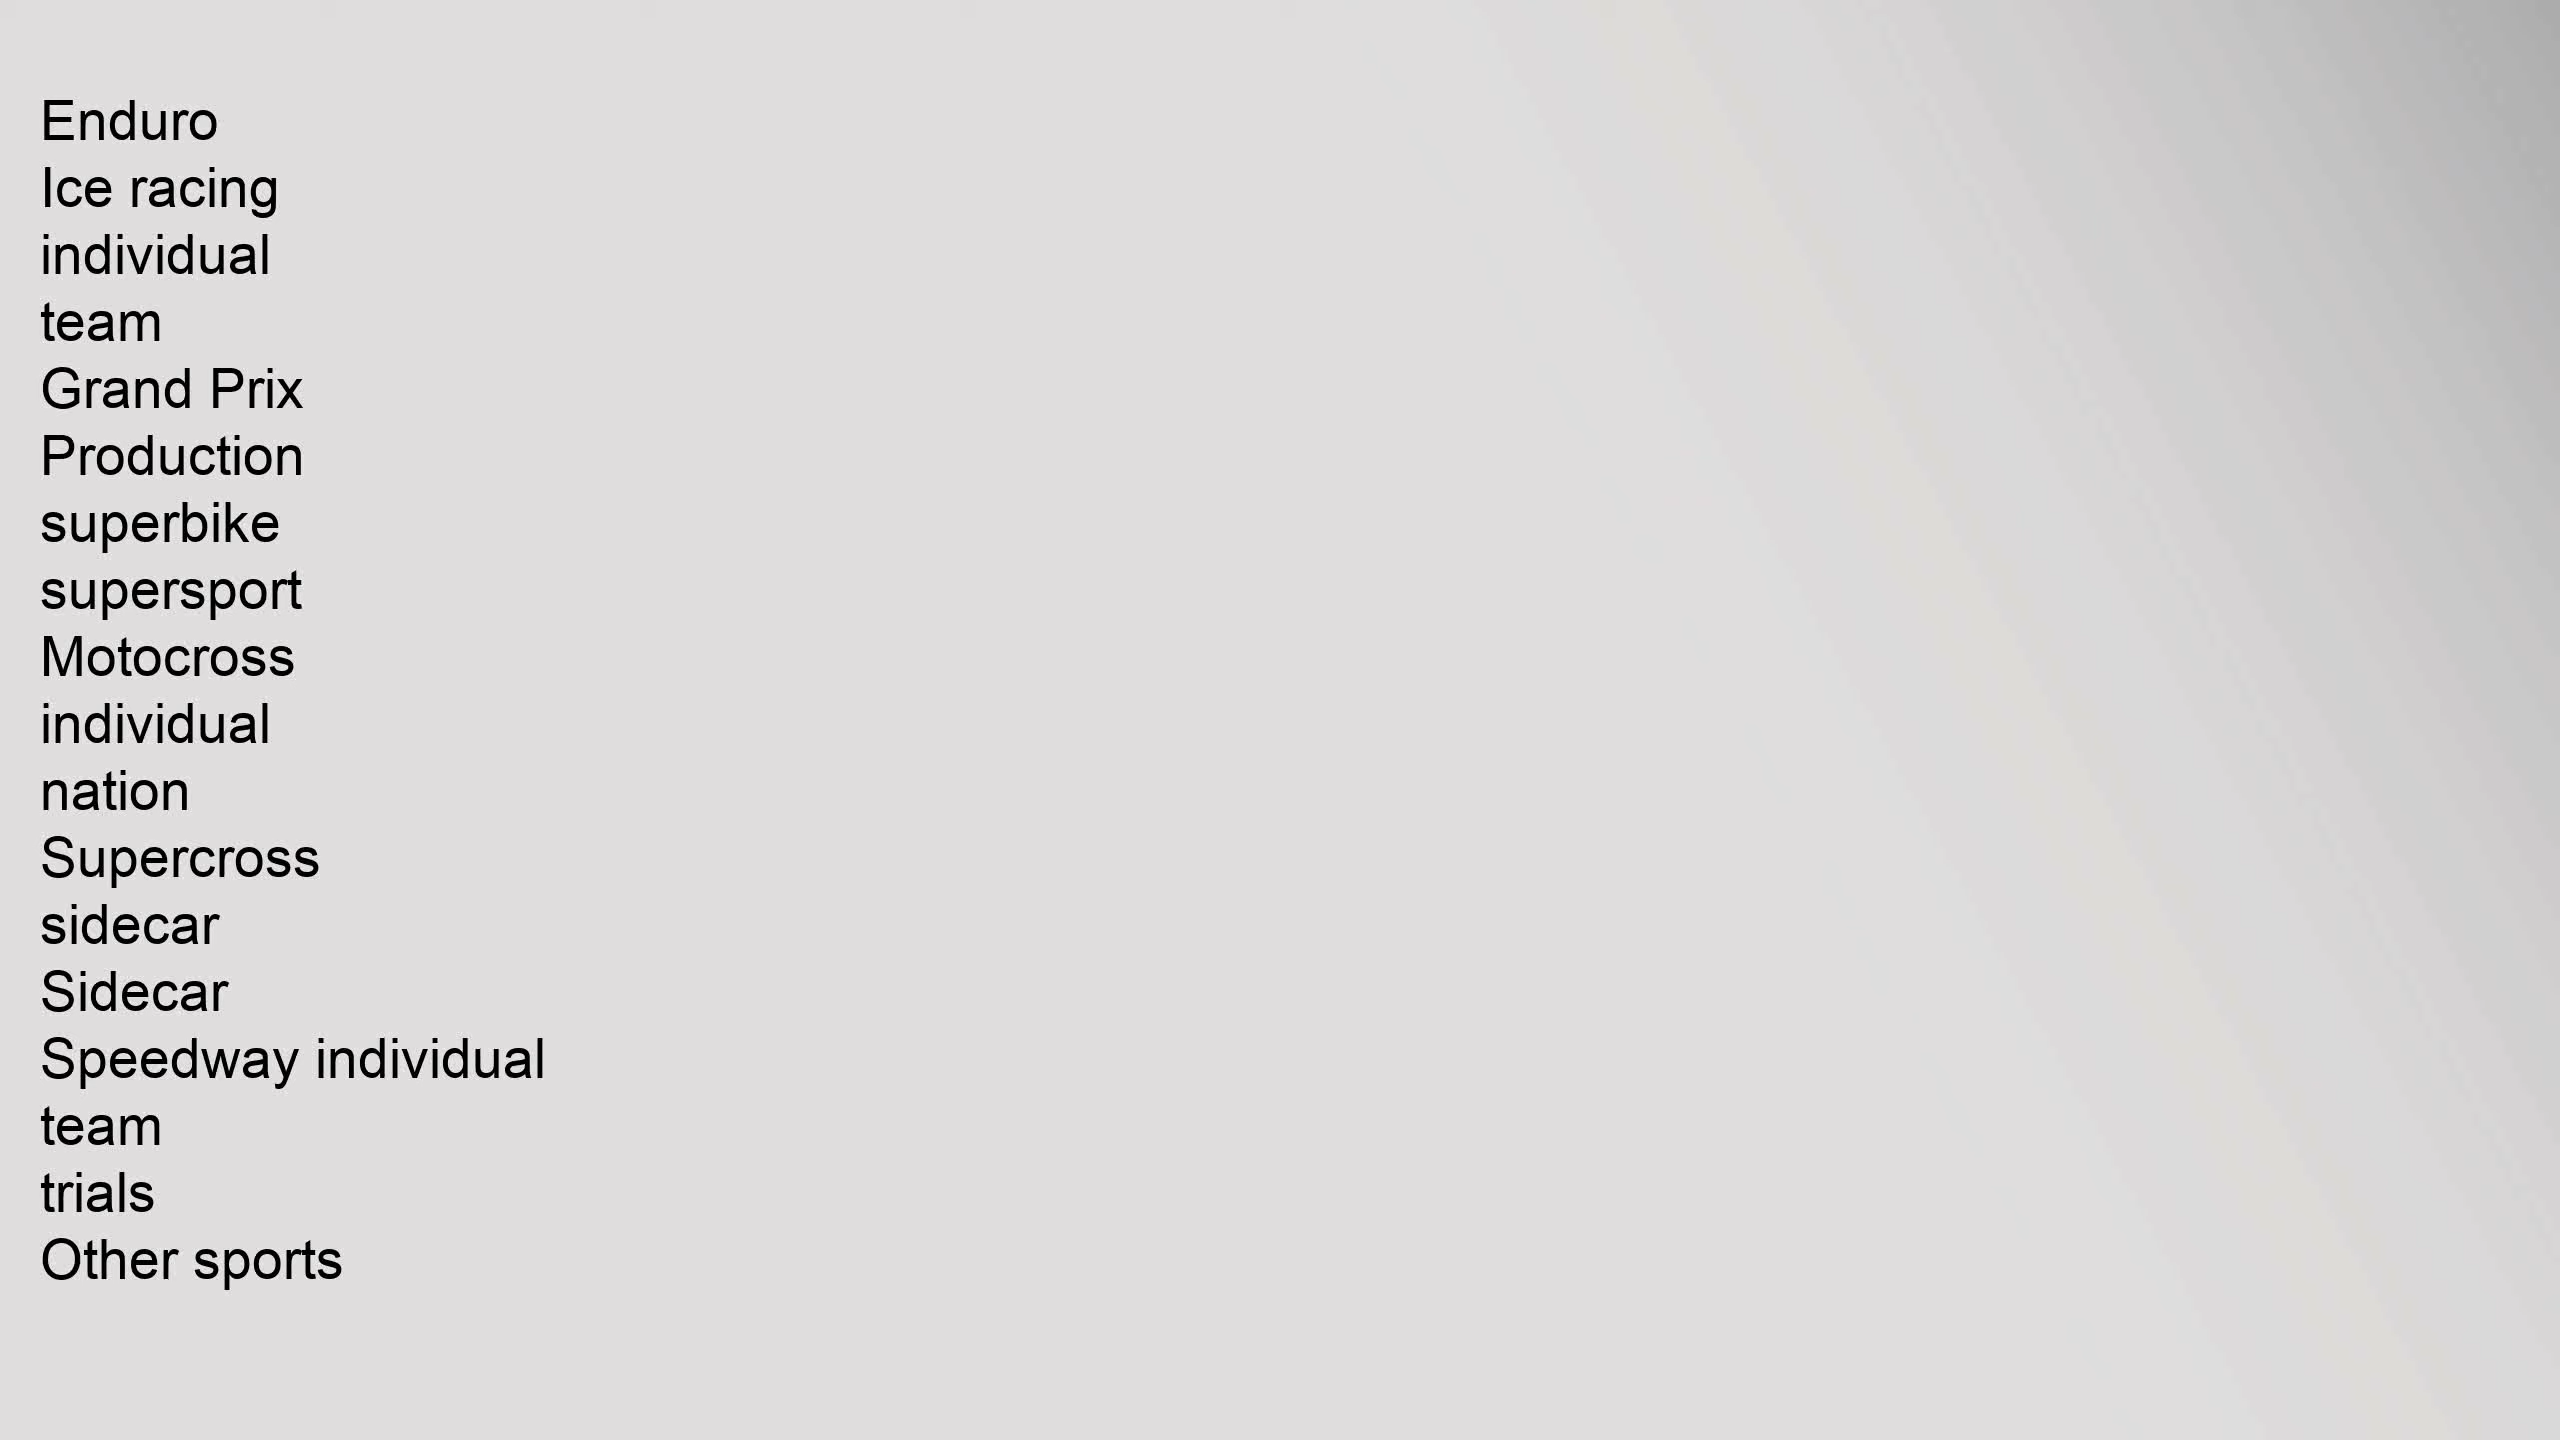 Enduro
Ice racing
individual
team
Grand Prix
Production
superbike
supersport
Motocross
individual
nation
Supercross
sidecar
Sidecar
Speedway individual
team
trials
Other sports